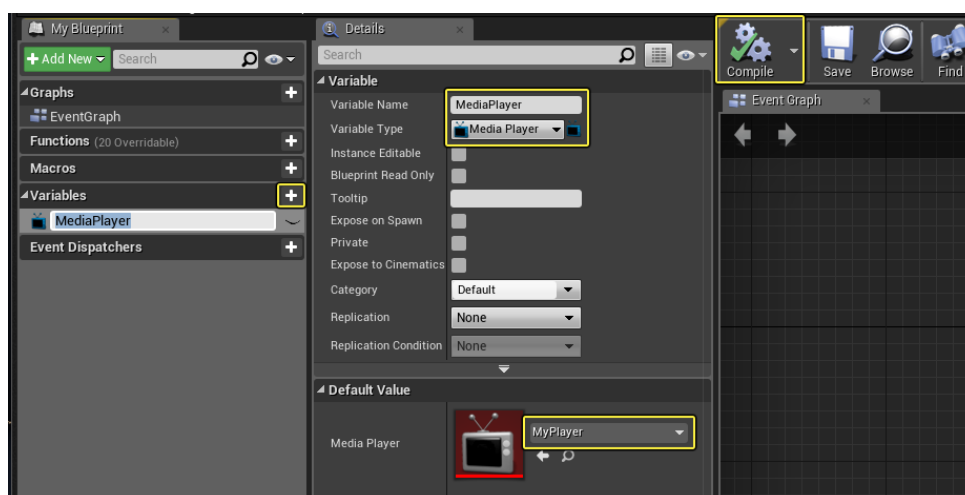 My Blueprint
Add New
Search
Graphs
EventGraph
Functions (20 Overridable)
Macros
Variables
MediaPlayer
Event Dispatchers
Details
Search
Variable
Variable Name MediaPlayer
Variable Type Media Player
Instance Editable
Blueprint Read Only
Tooltip
Expose on Spawn
Private
Expose to Cinematics
Category Default
Replication None
Replication Condition None
Default Value
Media Player MyPlayer
Compile Save Browse Find
Event Graph